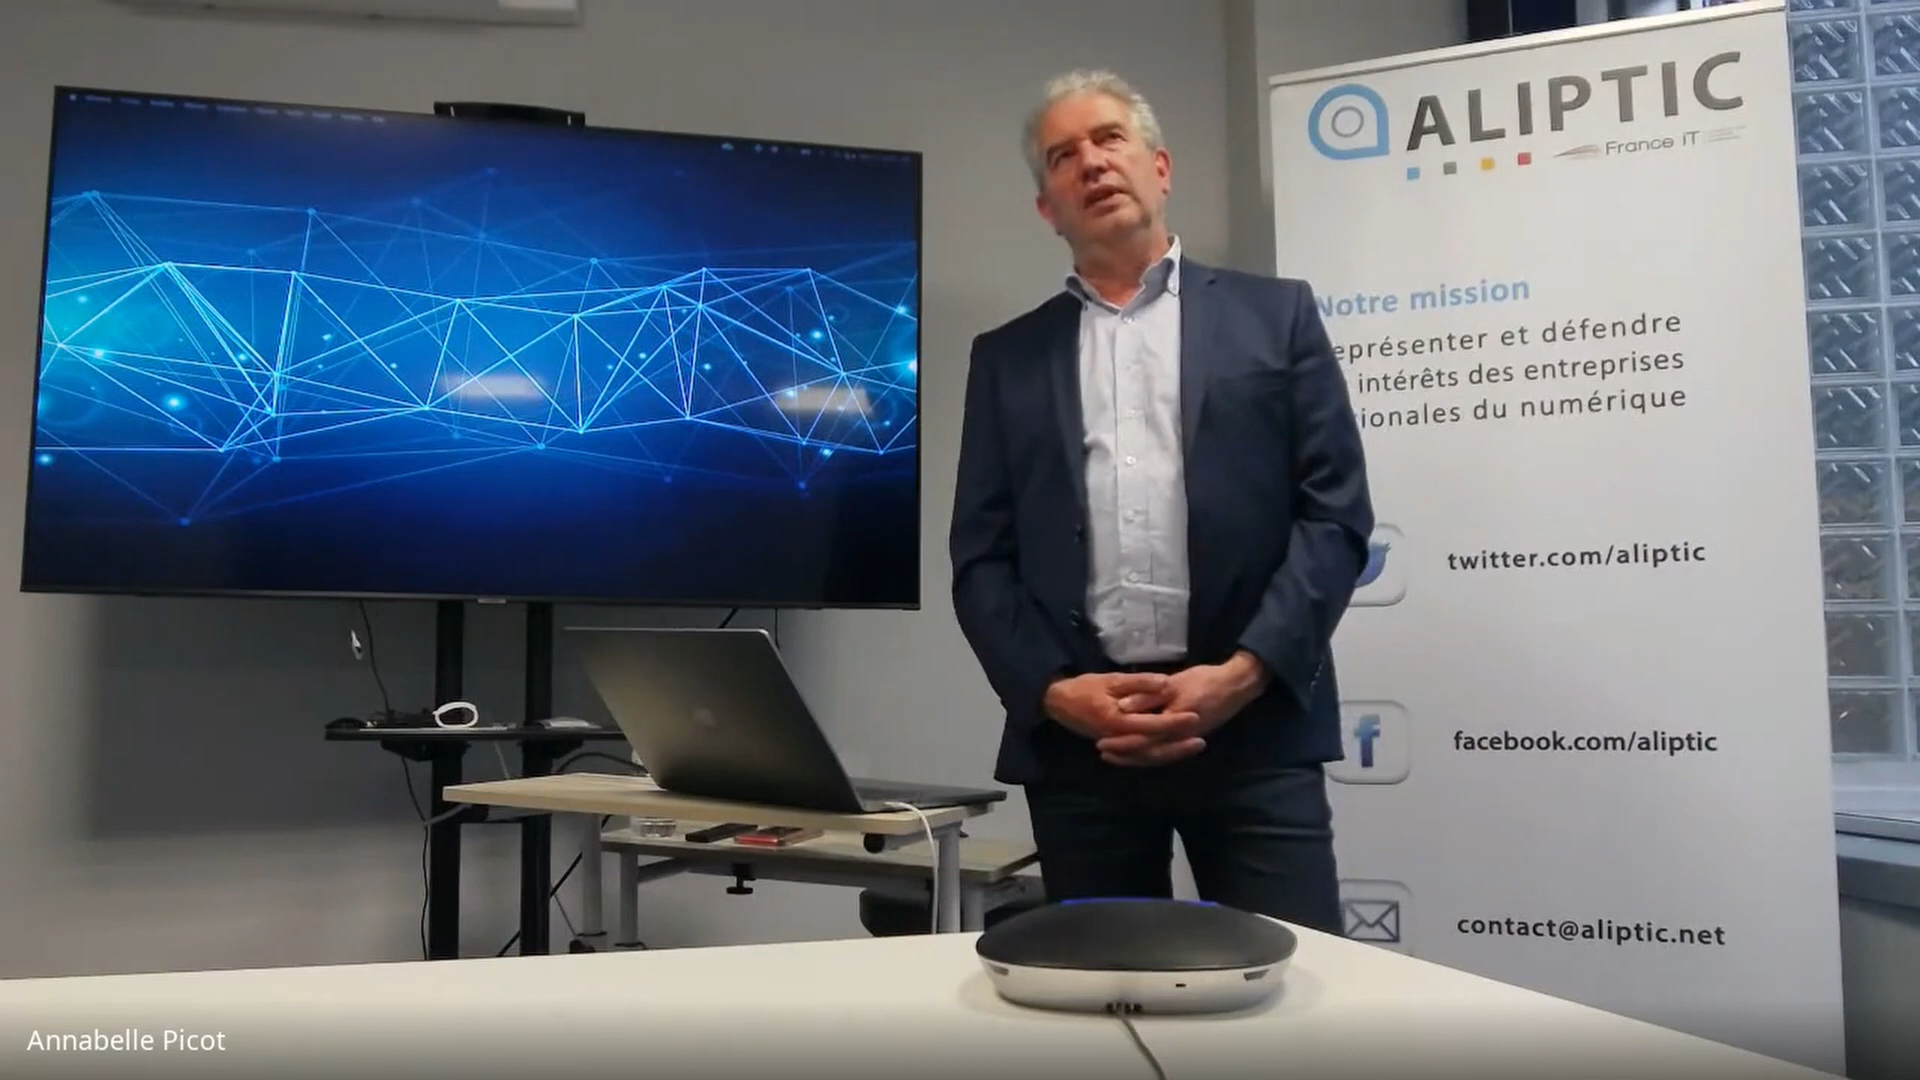 ALIPTIC
France IT
Notre mission
eprésenter et défendre
intérêts des entreprises
ionales du numérique
twitter.com/aliptic
facebook.com/aliptic
contact@aliptic.net
Annabelle Picot